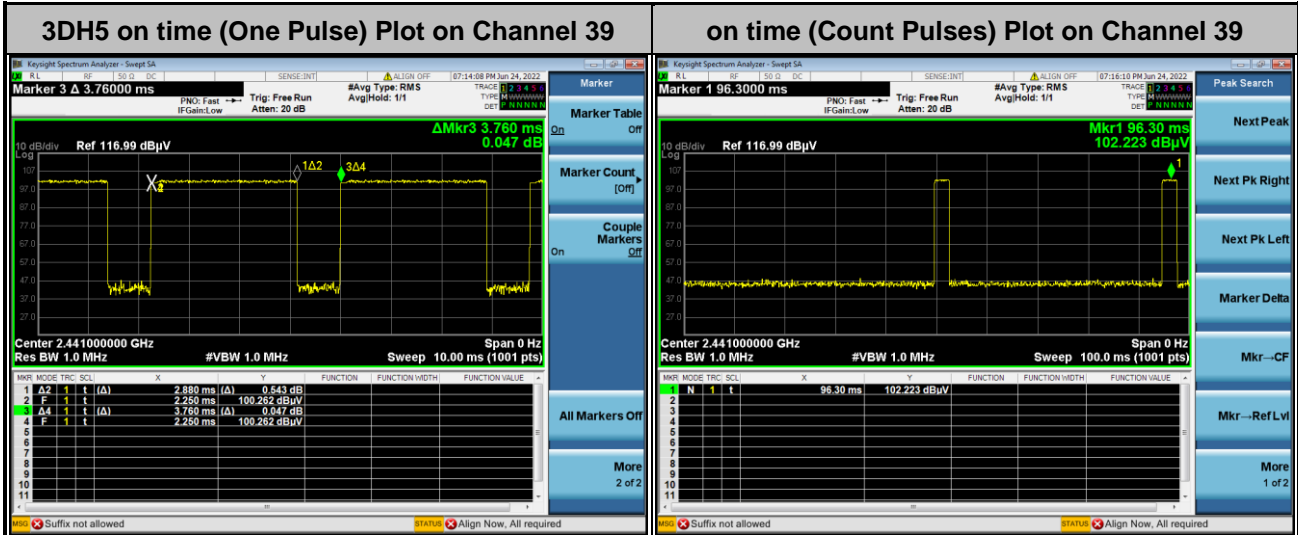 3DH5 on time (One Pulse) Plot on Channel 39
on time (Count Pulses) Plot on Channel 39
Keysight Spectrum Analyzer - Swept SA
RL RF 50 Ω DC SENSE:INT ALIGN OFF 07:14:08 PM Jun 24, 2022
Marker 3 Δ 3.76000 ms
PNO: Fast Trig: Free Run #Avg Type: RMS TRACE 1 2 3 4 5 6
IFGain:Low Atten: 20 dB Avg|Hold: 1/1 TYPE M WWWWW
DET P N N N N N
ΔMkr3 3.760 ms
0.047 dB
10 dB/div Ref 116.99 dBµV
Log
107
97.0
87.0
77.0
67.0
57.0
47.0
37.0
27.0
1Δ2
3Δ4
Center 2.441000000 GHz Span 0 Hz
Res BW 1.0 MHz #VBW 1.0 MHz Sweep 10.00 ms (1001 pts)
MKR MODE TRC SCL X Y FUNCTION FUNCTION WIDTH FUNCTION VALUE
1 Δ2 1 t (Δ) 2.880 ms (Δ) 0.543 dB
2 F 1 t 2.250 ms 100.262 dBµV
3 Δ4 1 t (Δ) 3.760 ms (Δ) 0.047 dB
4 F 1 t 2.250 ms 100.262 dBµV
5
6
7
8
9
10
11
MSG Suffix not allowed STATUS Align Now, All required
Marker
Marker Table
On Off
Marker Count
[Off]
Couple
Markers
On Off
All Markers Off
More
2 of 2
Keysight Spectrum Analyzer - Swept SA
RL RF 50 Ω DC SENSE:INT ALIGN OFF 07:16:10 PM Jun 24, 2022
Marker 1 96.3000 ms
PNO: Fast Trig: Free Run #Avg Type: RMS TRACE 1 2 3 4 5 6
IFGain:Low Atten: 20 dB Avg|Hold: 1/1 TYPE M WWWWW
DET P N N N N N
Mkr1 96.30 ms
102.223 dBµV
10 dB/div Ref 116.99 dBµV
Log
107
97.0
87.0
77.0
67.0
57.0
47.0
37.0
27.0
1
Center 2.441000000 GHz Span 0 Hz
Res BW 1.0 MHz #VBW 1.0 MHz Sweep 100.0 ms (1001 pts)
MKR MODE TRC SCL X Y FUNCTION FUNCTION WIDTH FUNCTION VALUE
1 N 1 t 96.30 ms 102.223 dBµV
2
3
4
5
6
7
8
9
10
11
MSG Suffix not allowed STATUS Align Now, All required
Peak Search
Next Peak
Next Pk Right
Next Pk Left
Marker Delta
Mkr→CF
Mkr→Ref Lvl
More
1 of 2